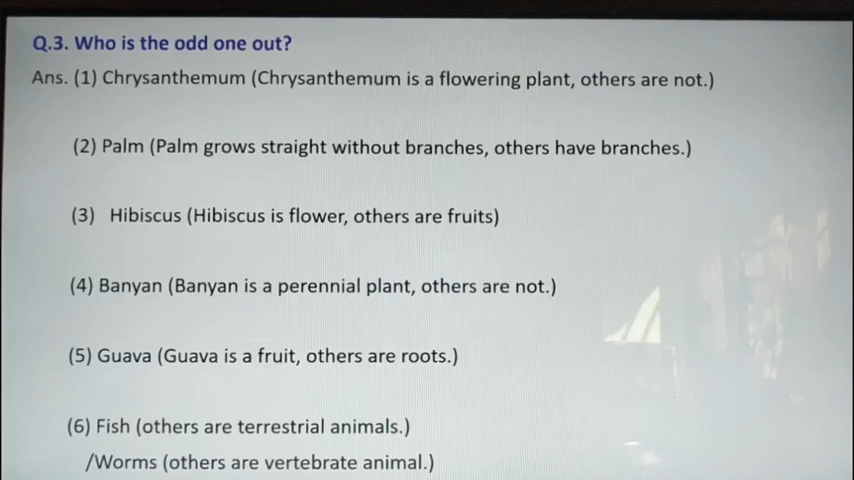 Q.3. Who is the odd one out?
Ans. (1) Chrysanthemum (Chrysanthemum is a flowering plant, others are not.)
(2) Palm (Palm grows straight without branches, others have branches.)
(3) Hibiscus (Hibiscus is flower, others are fruits)
(4) Banyan (Banyan is a perennial plant, others are not.)
(5) Guava (Guava is a fruit, others are roots.)
(6) Fish (others are terrestrial animals.)
/Worms (others are vertebrate animal.)